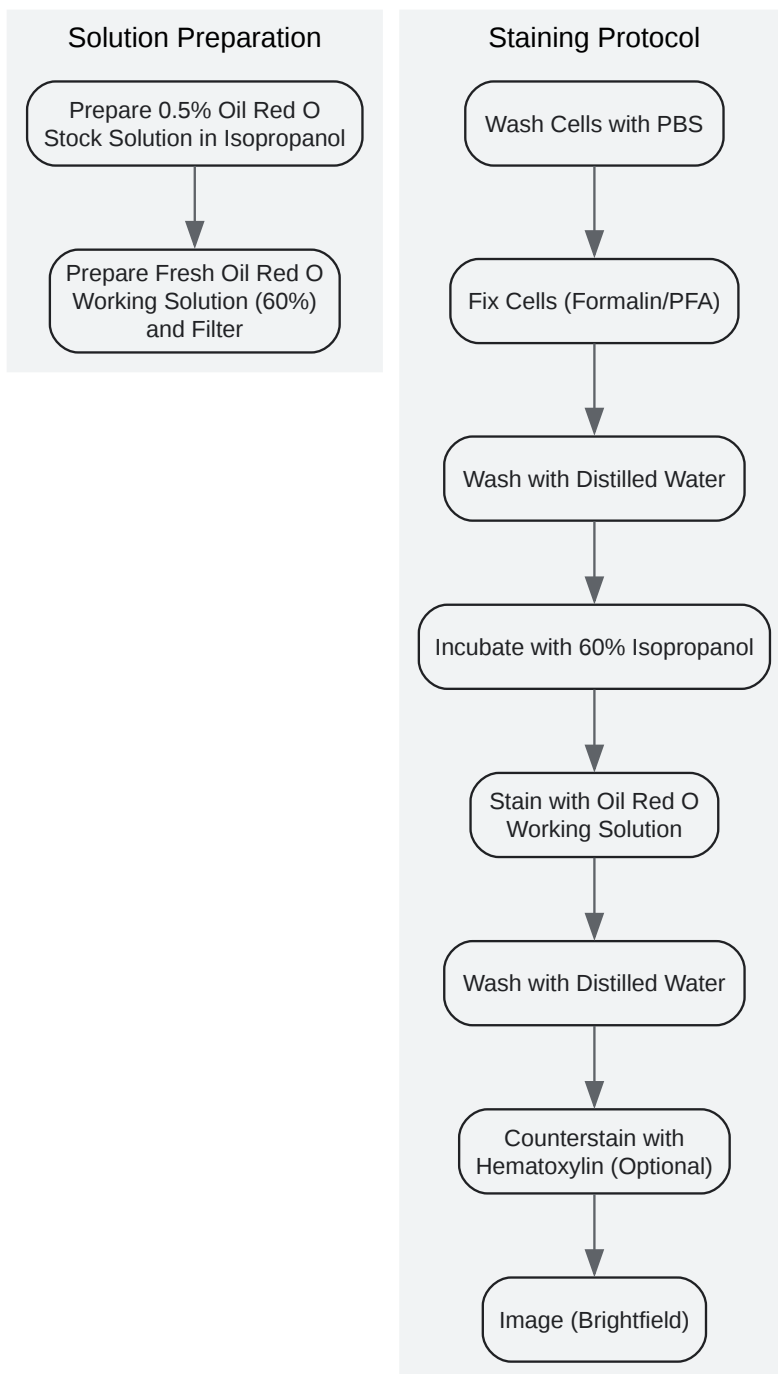 Solution Preparation
Prepare 0.5% Oil Red O
Stock Solution in Isopropanol
Prepare Fresh Oil Red O
Working Solution (60%)
and Filter
Staining Protocol
Wash Cells with PBS
Fix Cells (Formalin/PFA)
Wash with Distilled Water
Incubate with 60% Isopropanol
Stain with Oil Red O
Working Solution
Wash with Distilled Water
Counterstain with
Hematoxylin (Optional)
Image (Brightfield)